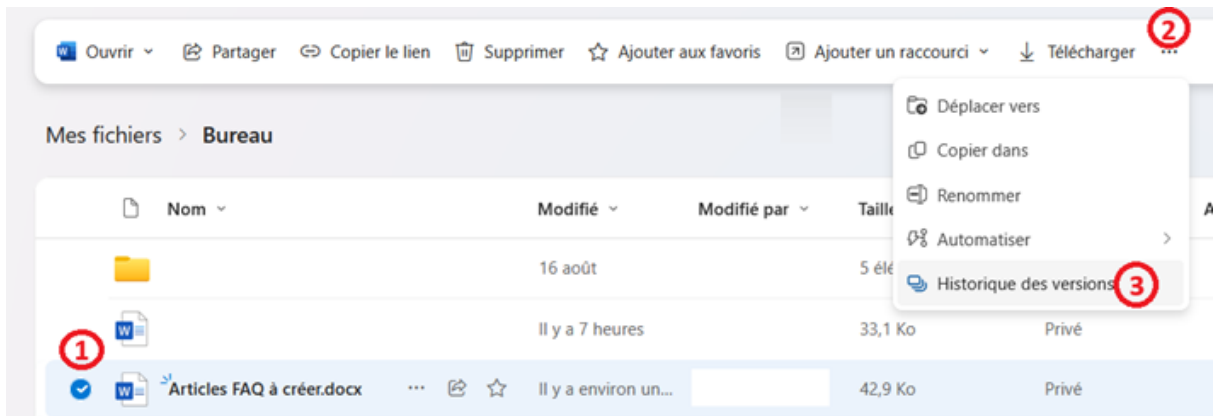 2
Ouvrir Partager Copier le lien Supprimer Ajouter aux favoris Ajouter un raccourci Télécharger ...
Déplacer vers
Mes fichiers > Bureau
Copier dans
Renommer
Nom Modifié Modifié par Taille
Automatiser
16 août 5 élé
Historique des versions 3
Il y a 7 heures 33,1 Ko Privé
1
Articles FAQ à créer.docx ... Il y a environ un... 42,9 Ko Privé